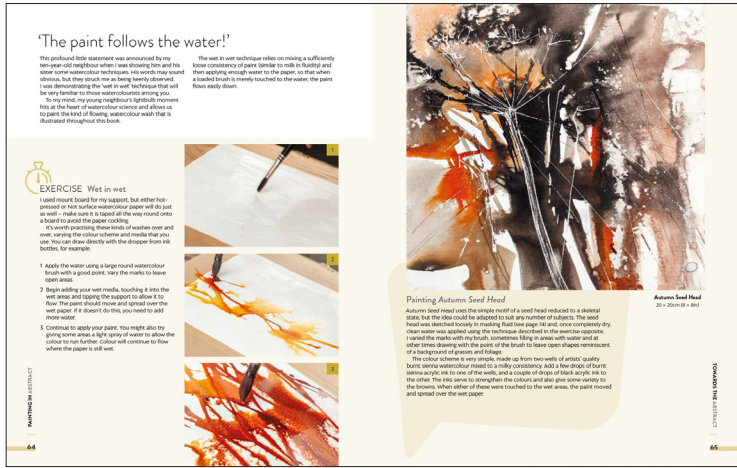 ‘The paint follows the water!’
This profound little statement was announced by my
ten-year-old neighbour when I was showing him and his
sister some watercolour techniques. His words may sound
obvious, but they struck me as being keenly observed.
I was demonstrating the ‘wet in wet’ technique that will
be very familiar to those watercolourists among you.
To my mind, my young neighbour's lightbulb moment
hits at the heart of watercolour science and allows us
to paint the kind of flowing, watercolour wash that is
illustrated throughout this book.
The wet in wet technique relies on mixing a sufficiently
loose consistency of paint (similar to milk in fluidity) and
then applying enough water to the paper, so that when
a loaded brush is merely touched to the water, the paint
flows easily down.
EXERCISE Wet in wet
I used mount board for my support, but either hot-
pressed or Not surface watercolour paper will do just
as well – make sure it is taped all the way round onto
a board to avoid the paper cockling.
It's worth practising these kinds of washes over and
over, varying the colour scheme and media that you
use. You can draw directly with the dropper from ink
bottles, for example.
1 Apply the water using a large round watercolour
brush with a good point. Vary the marks to leave
open areas.
2 Begin adding your wet media, touching it into the
wet areas and tipping the support to allow it to
flow. The paint should move and spread over the
wet paper. If it doesn't do this, you need to add
more water.
3 Continue to apply your paint. You might also try
giving some areas a light spray of water to allow the
colour to run further. Colour will continue to flow
where the paper is still wet.
1
2
3
PAINTING IN ABSTRACT
64
Painting Autumn Seed Head
Autumn Seed Head uses the simple motif of a seed head reduced to a skeletal
state, but the idea could be adapted to suit any number of subjects. The seed
head was sketched loosely in masking fluid (see page 74) and, once completely dry,
clean water was applied using the technique described in the exercise opposite.
I varied the marks with my brush, sometimes filling in areas with water and at
other times drawing with the point of the brush to leave open shapes reminiscent
of a background of grasses and foliage.
The colour scheme is very simple, made up from two wells of artists' quality
burnt sienna watercolour mixed to a milky consistency. Add a few drops of burnt
sienna acrylic ink to one of the wells, and a couple of drops of black acrylic ink to
the other. The inks serve to strengthen the colours and also give some variety to
the browns. When either of these were touched to the wet areas, the paint moved
and spread over the wet paper.
Autumn Seed Head
20 × 20cm (8 × 8in)
TOWARDS THE ABSTRACT
65